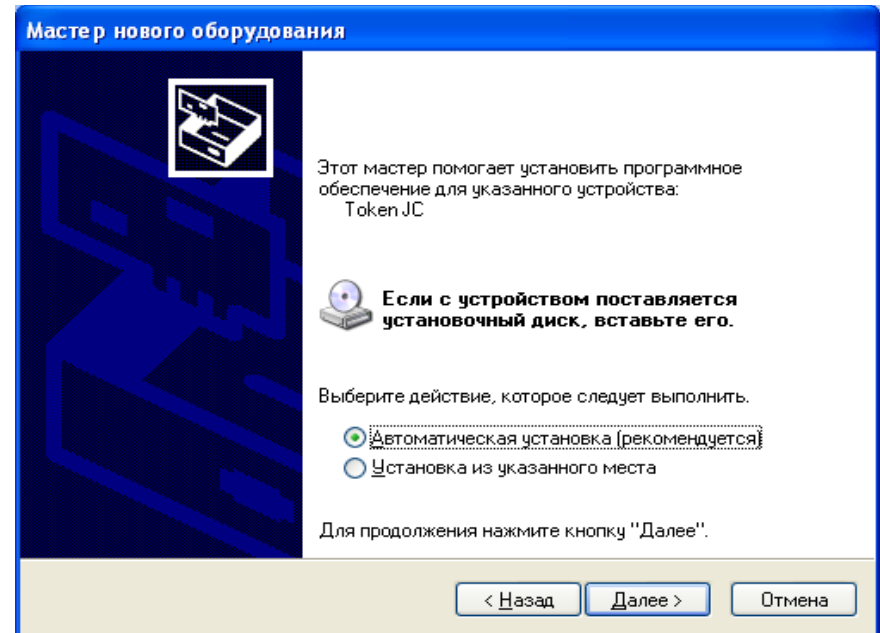 Мастер нового оборудования
Этот мастер помогает установить программное
обеспечение для указанного устройства:
Token JC
Если с устройством поставляется
установочный диск, вставьте его.
Выберите действие, которое следует выполнить.
Автоматическая установка (рекомендуется)
Установка из указанного места
Для продолжения нажмите кнопку "Далее".
< Назад
Далее >
Отмена